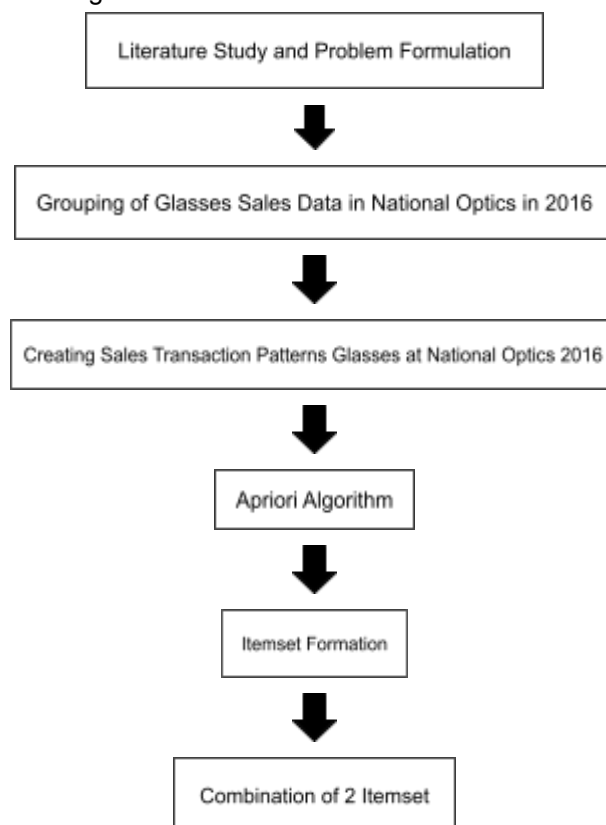 Literature Study and Problem Formulation
Grouping of Glasses Sales Data in National Optics in 2016
Creating Sales Transaction Patterns Glasses at National Optics 2016
Apriori Algorithm
Itemset Formation
Combination of 2 Itemset